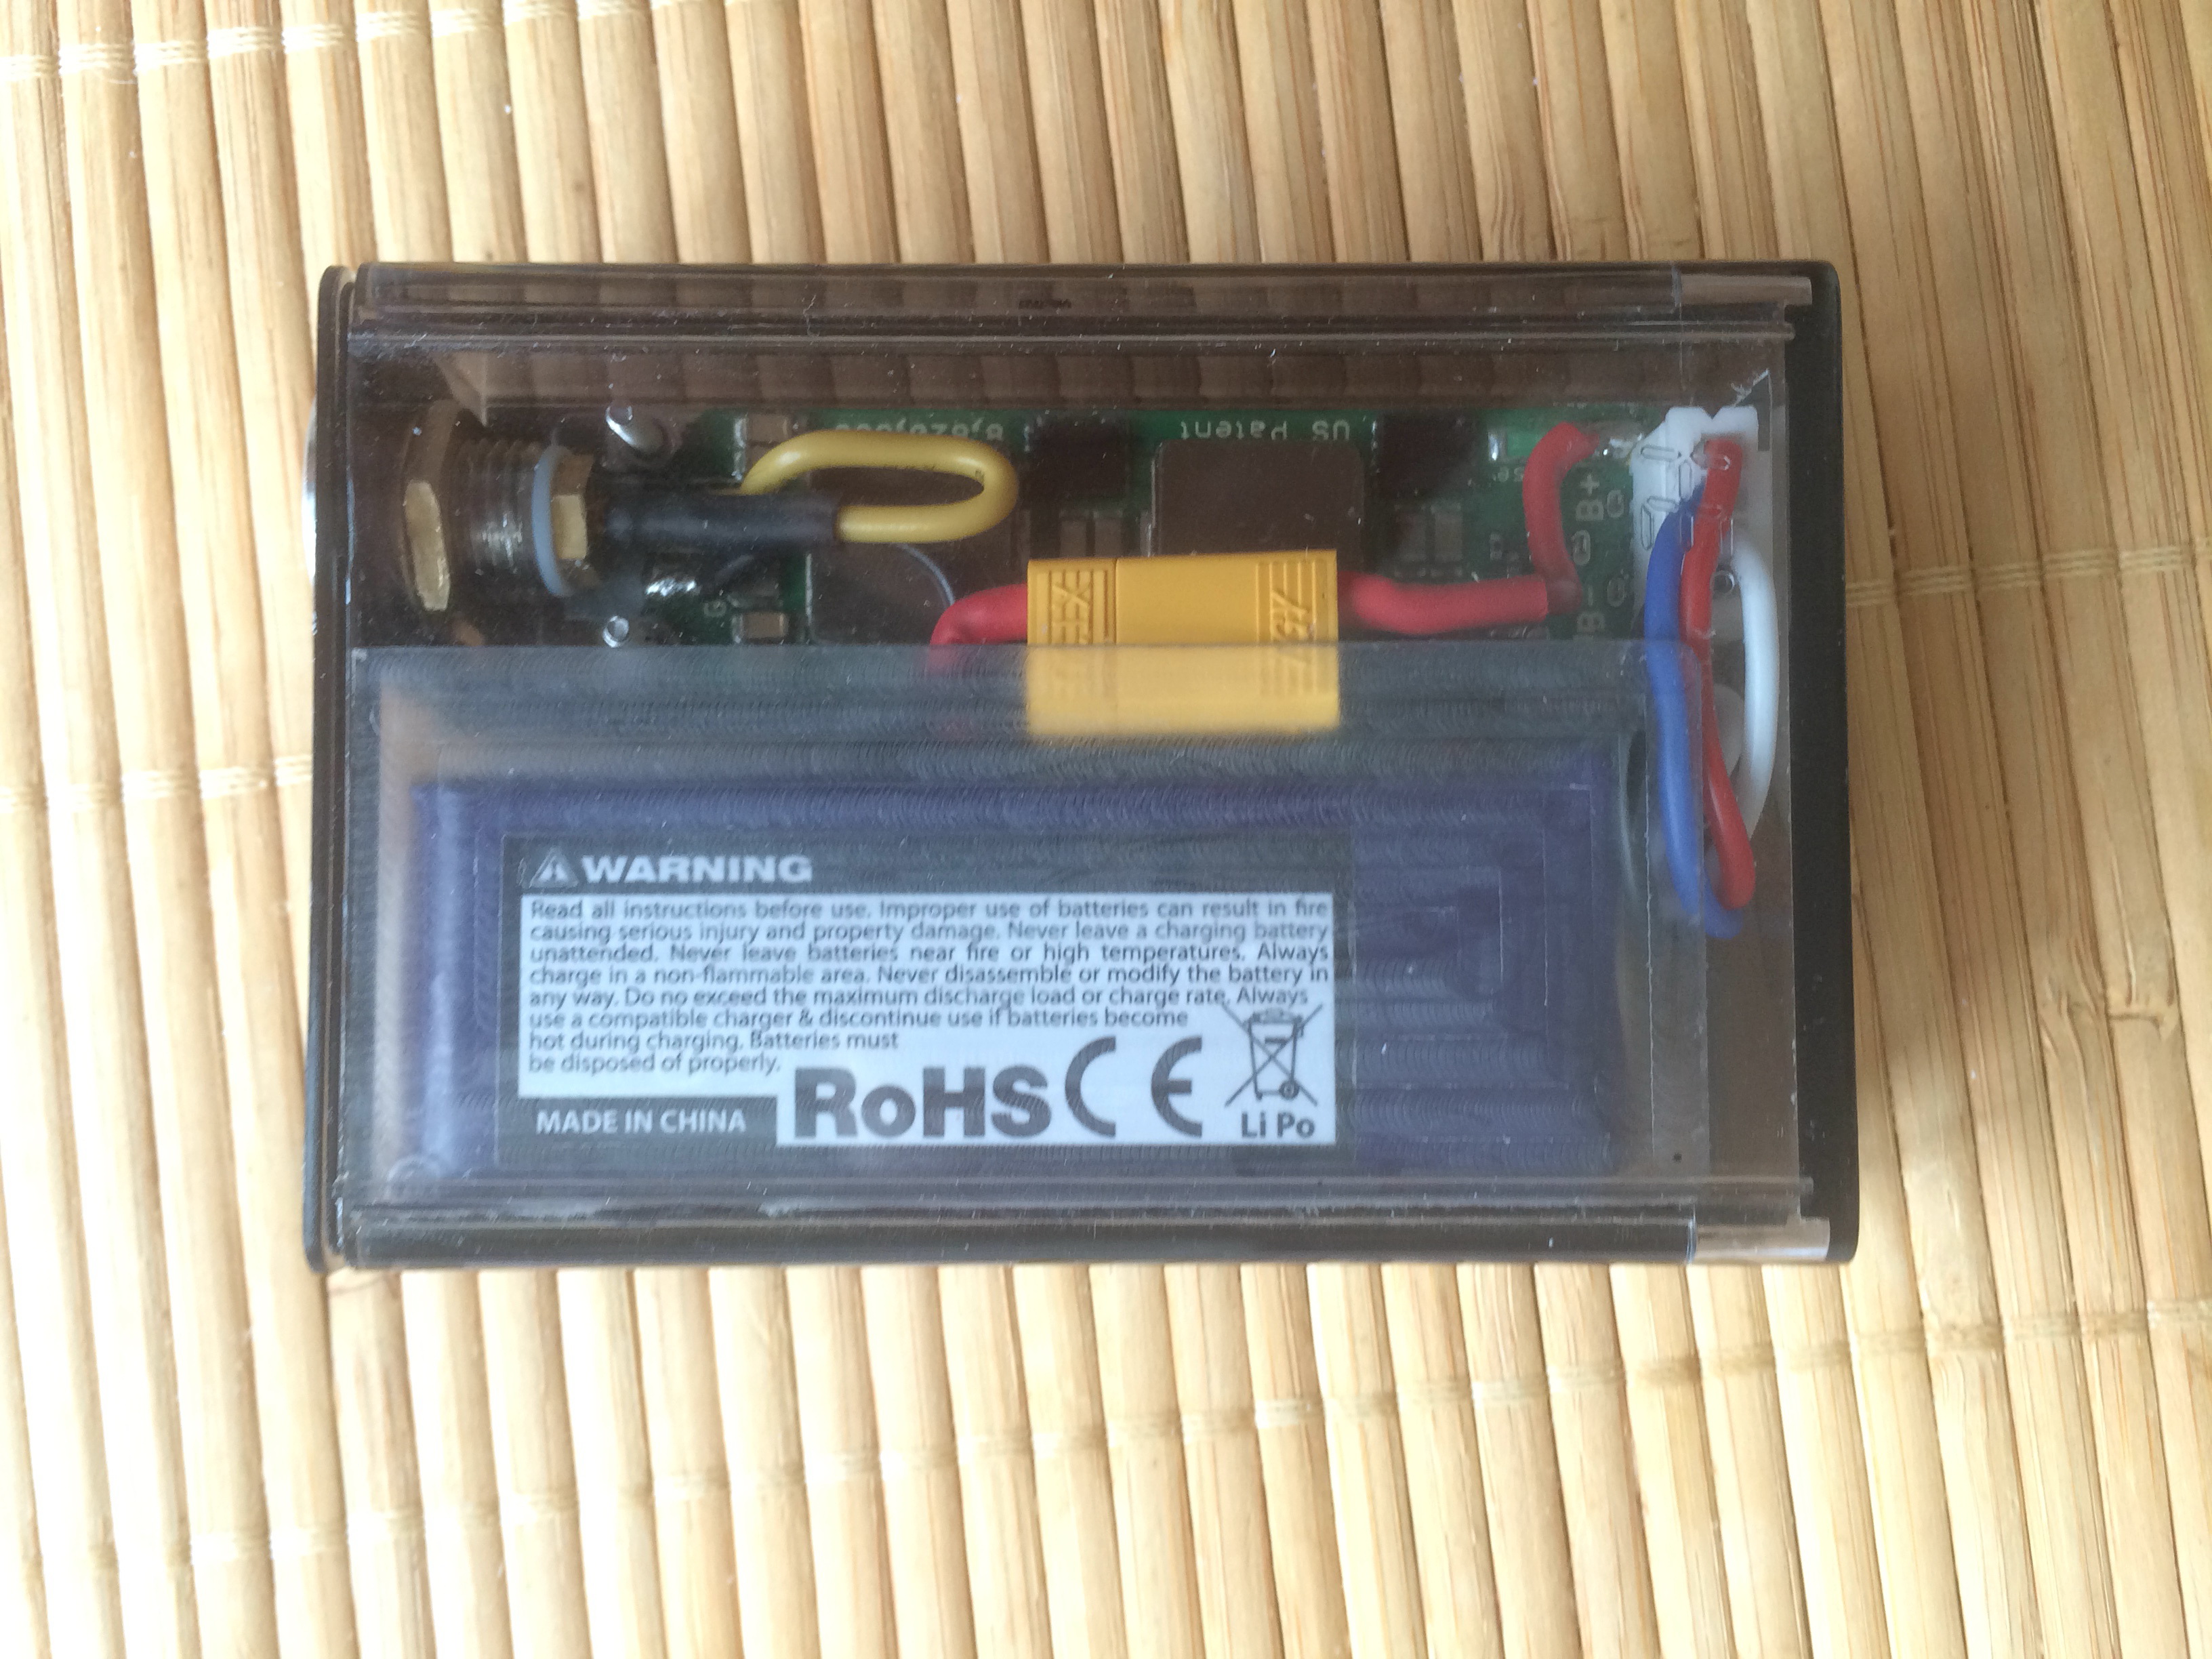 US Patent
B+
B-
WARNING
Read all instructions before use. Improper use of batteries can result in fire
causing serious injury and property damage. Never leave a charging battery
unattended. Never leave batteries near fire or high temperatures. Always
charge in a non-flammable area. Never disassemble or modify the battery in
any way. Do no exceed the maximum discharge load or charge rate. Always
use a compatible charger & discontinue use if batteries become
hot during charging. Batteries must
be disposed of properly.
MADE IN CHINA
RoHS CE
Li Po